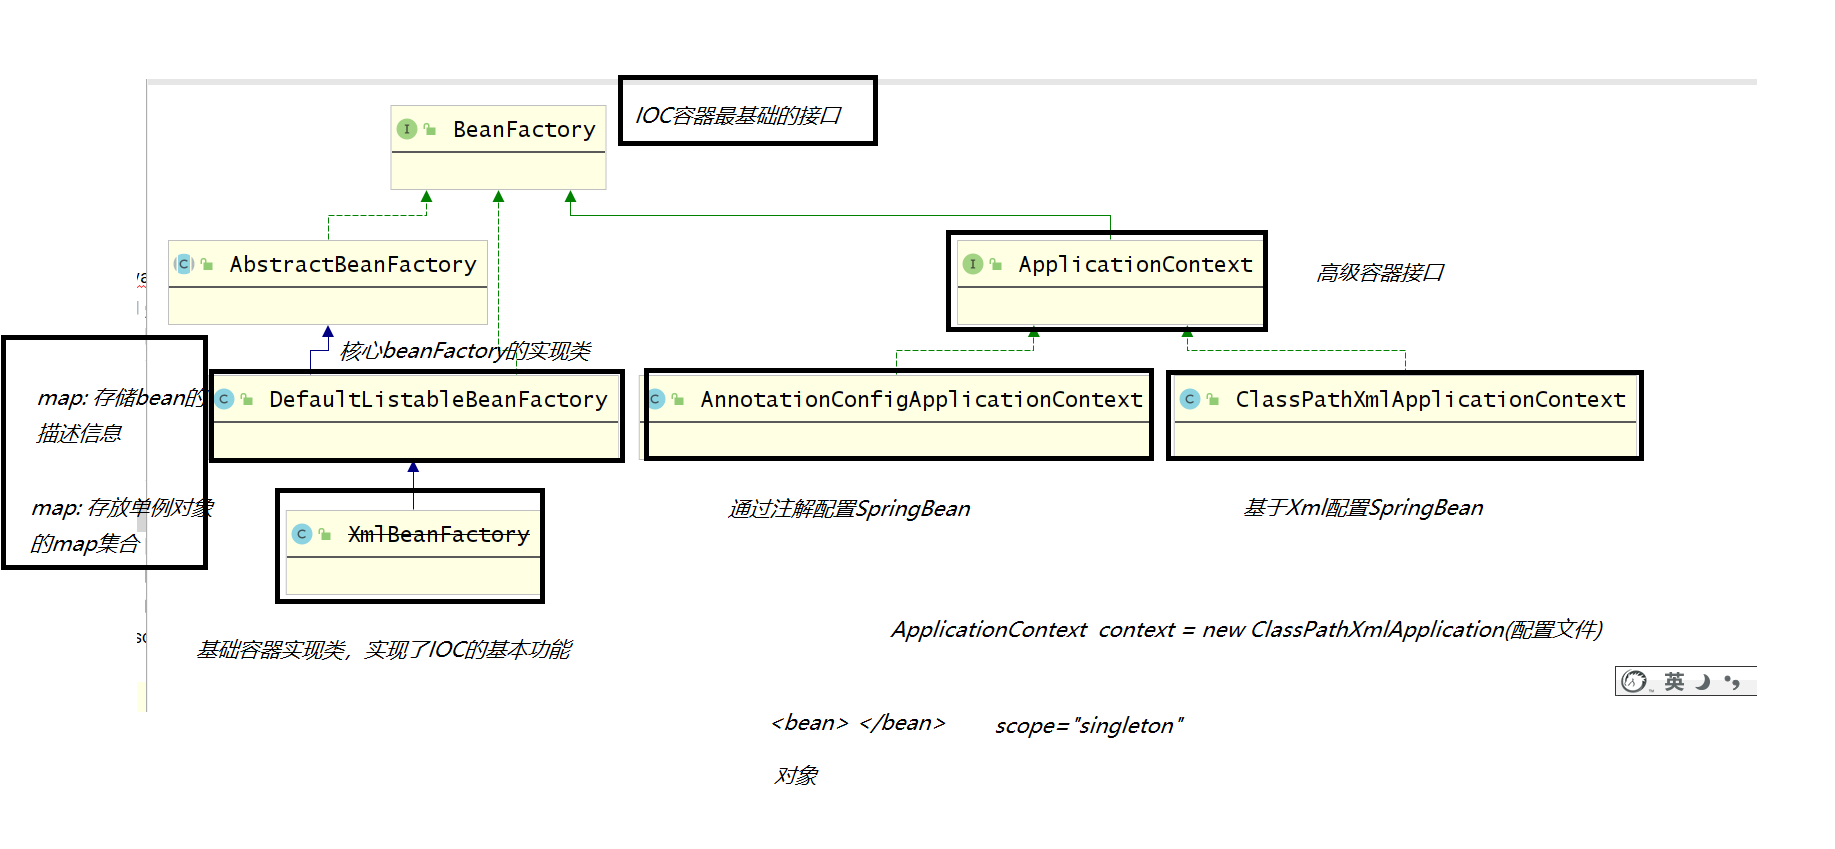 BeanFactory
IOC容器最基础的接口
AbstractBeanFactory
ApplicationContext
高级容器接口
核心beanFactory的实现类
map: 存储bean的
描述信息
map: 存放单例对象
的map集合
DefaultListableBeanFactory
AnnotationConfigApplicationContext
ClassPathXmlApplicationContext
通过注解配置SpringBean
基于Xml配置SpringBean
XmlBeanFactory
基础容器实现类，实现了IOC的基本功能
ApplicationContext context = new ClassPathXmlApplication(配置文件)
英
<bean> </bean>
scope="singleton"
对象